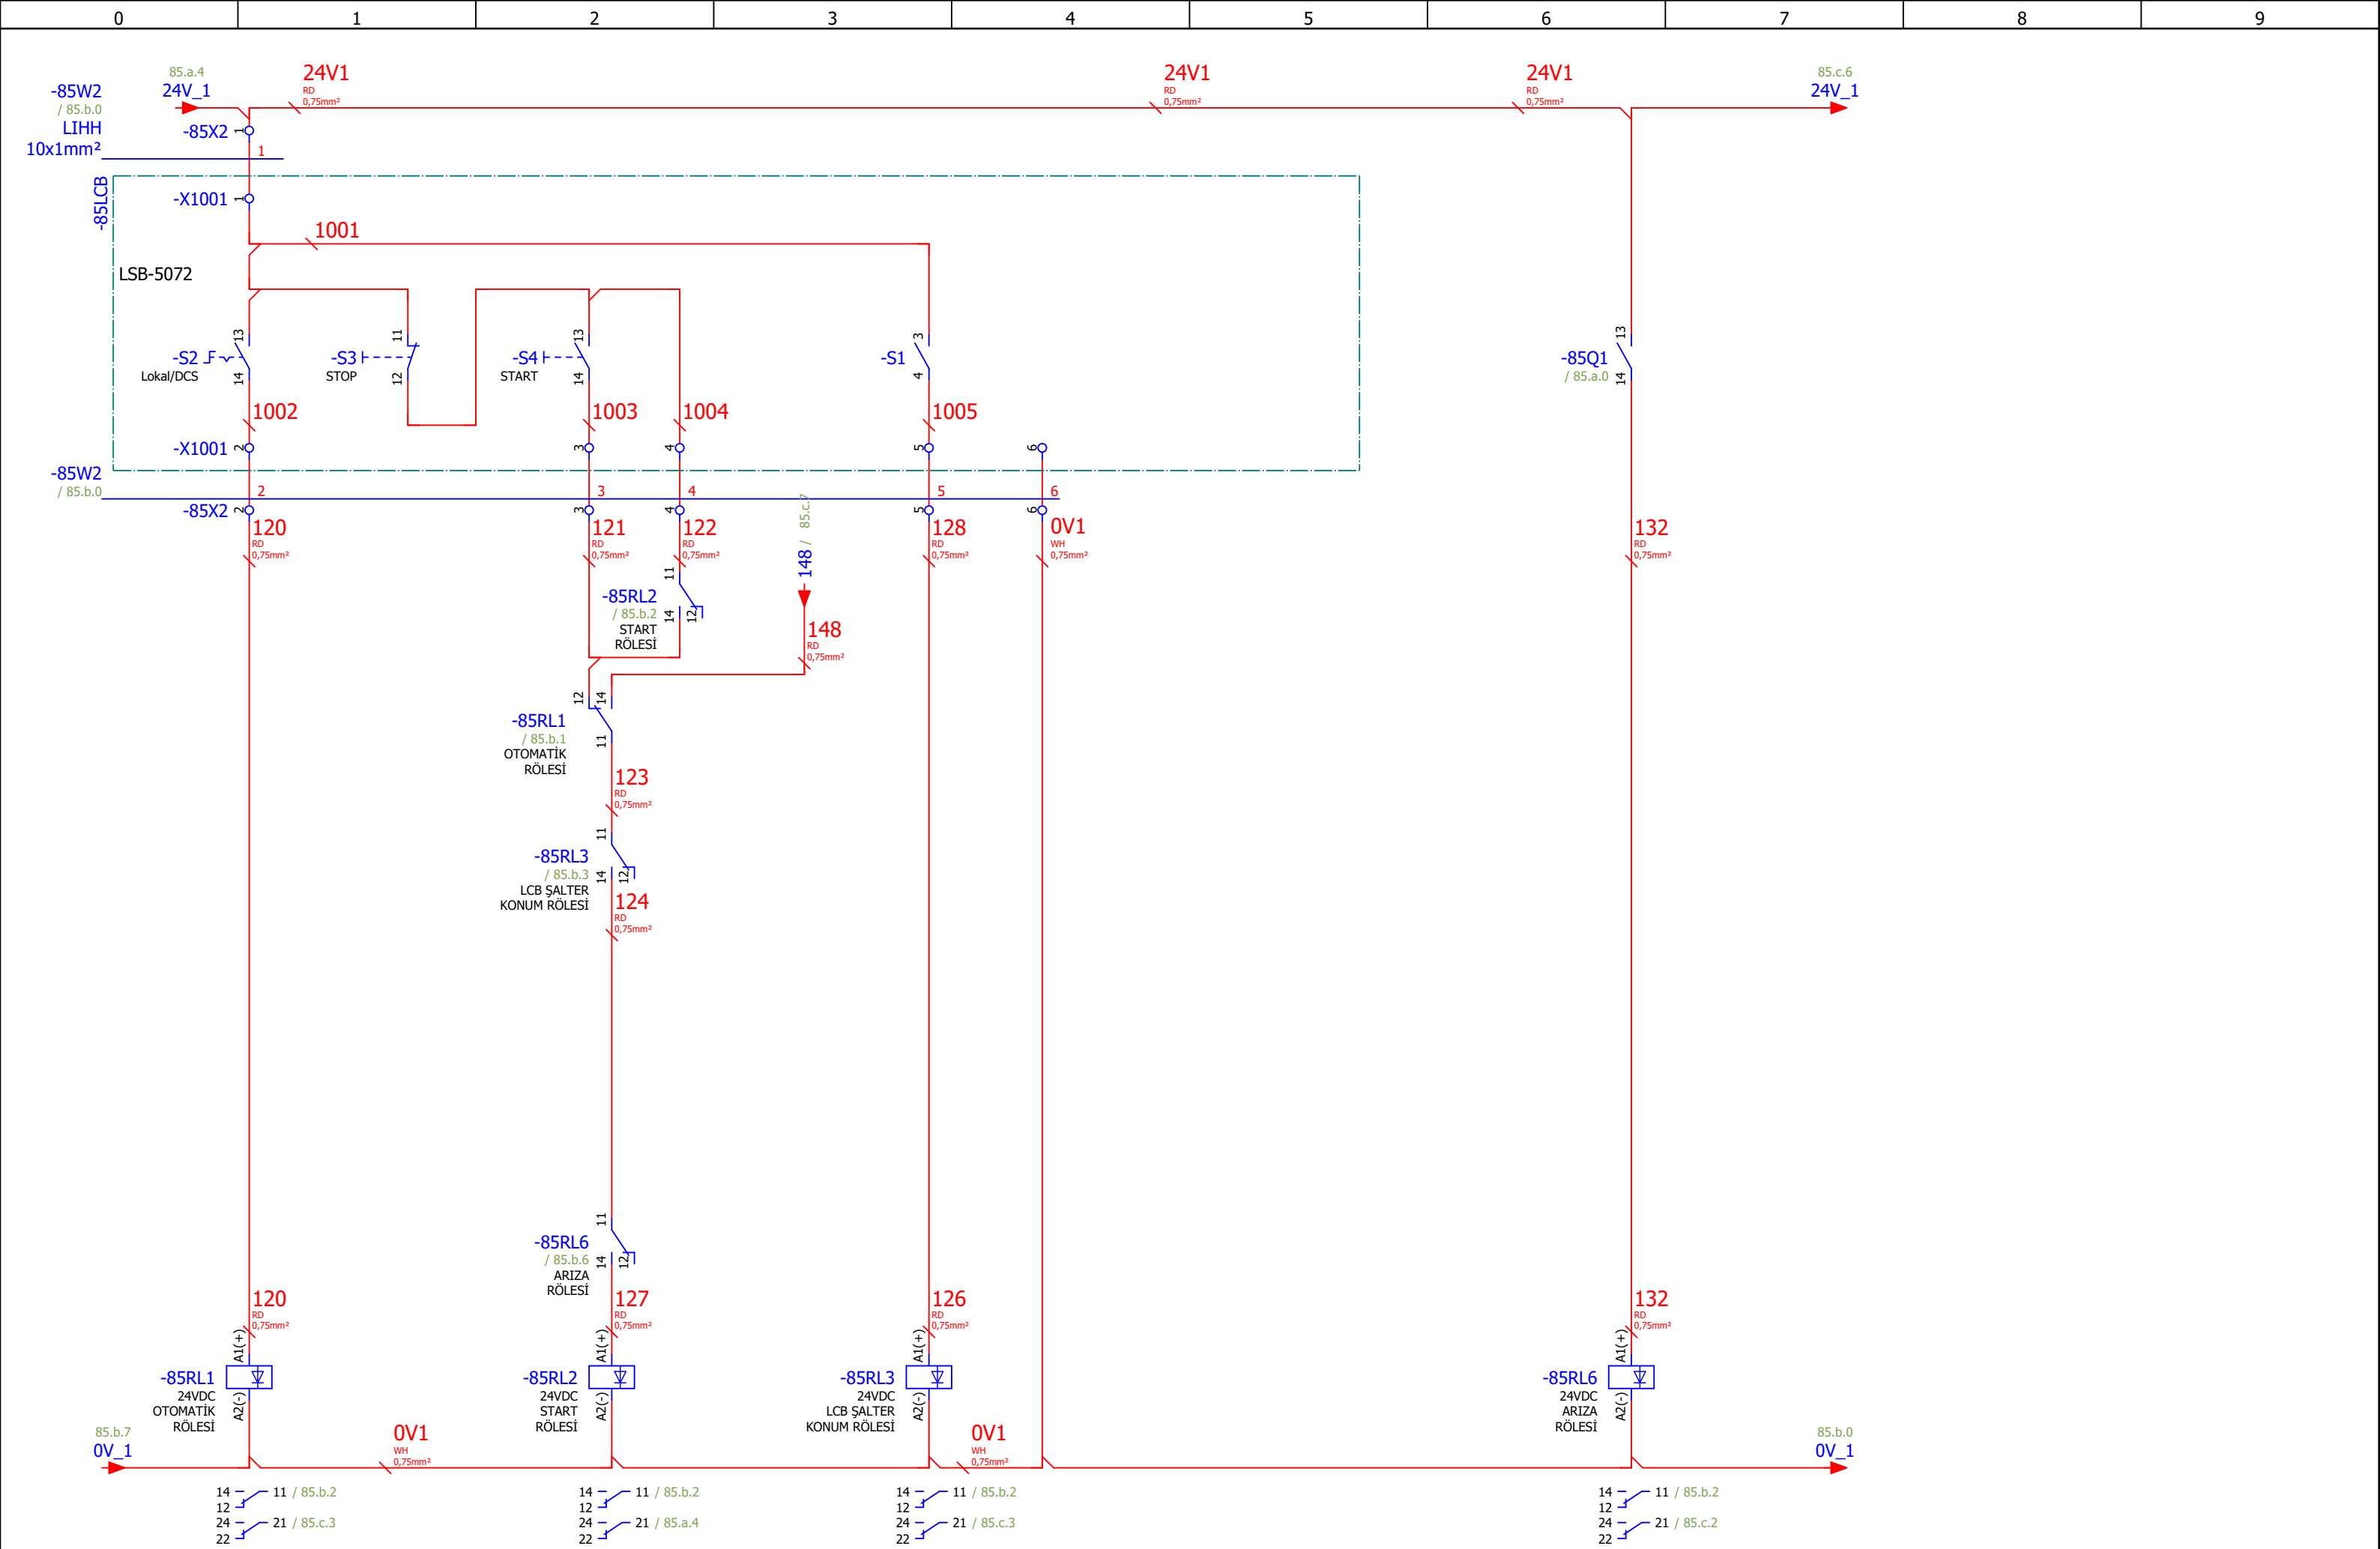 0 1 2 3 4 5 6 7 8 9
85.a.4
24V_1
-85W2
/ 85.b.0
LIHH
10x1mm²
24V1
RD
0,75mm²
24V1
RD
0,75mm²
24V1
RD
0,75mm²
85.c.6
24V_1
-85X2 1
1
-85LCB
-X1001 1
1001
LSB-5072
-S2
Lokal/DCS
13
14
-S3
STOP
11
12
-S4
START
13
14
-S1
3
4
-85Q1
/ 85.a.0
13
14
1002
1003
1004
1005
-X1001 2 3 4 5 6
-85W2
/ 85.b.0
2 3 4 5 6
-85X2 2 3 4 5 6
120
RD
0,75mm²
121
RD
0,75mm²
122
RD
0,75mm²
148 / 85.c.7
128
RD
0,75mm²
0V1
WH
0,75mm²
132
RD
0,75mm²
-85RL2
/ 85.b.2
START
RÖLESİ
11
14
12
148
RD
0,75mm²
12
14
-85RL1
/ 85.b.1
OTOMATİK
RÖLESİ
11
123
RD
0,75mm²
11
-85RL3
/ 85.b.3
LCB ŞALTER
KONUM RÖLESİ
14
12
124
RD
0,75mm²
11
-85RL6
/ 85.b.6
ARIZA
RÖLESİ
14
12
120
RD
0,75mm²
127
RD
0,75mm²
126
RD
0,75mm²
132
RD
0,75mm²
A1(+)
-85RL1
24VDC
OTOMATİK
RÖLESİ
A2(-)
A1(+)
-85RL2
24VDC
START
RÖLESİ
A2(-)
A1(+)
-85RL3
24VDC
LCB ŞALTER
KONUM RÖLESİ
A2(-)
A1(+)
-85RL6
24VDC
ARIZA
RÖLESİ
A2(-)
85.b.7
0V_1
0V1
WH
0,75mm²
0V1
WH
0,75mm²
85.b.0
0V_1
14 11 / 85.b.2
12
24 21 / 85.c.3
22
14 11 / 85.b.2
12
24 21 / 85.a.4
22
14 11 / 85.b.2
12
24 21 / 85.c.3
22
14 11 / 85.b.2
12
24 21 / 85.c.2
22